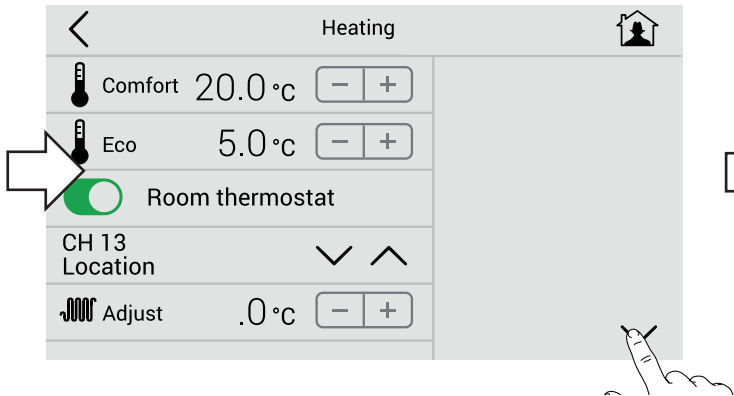 Heating
Comfort 20.0 °C
Eco 5.0 °C
Room thermostat
CH 13
Location
Adjust .0 °C